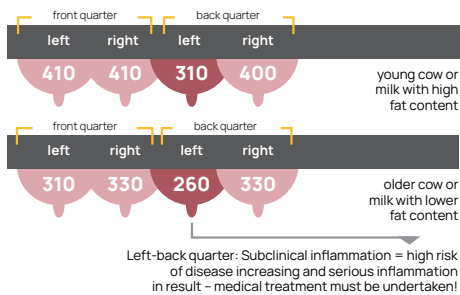 front quarter back quarter
left right left right
410 410 310 400
young cow or
milk with high
fat content
front quarter back quarter
left right left right
310 330 260 330
older cow or
milk with lower
fat content
Left-back quarter: Subclinical inflammation = high risk
of disease increasing and serious inflammation
in result – medical treatment must be undertaken!